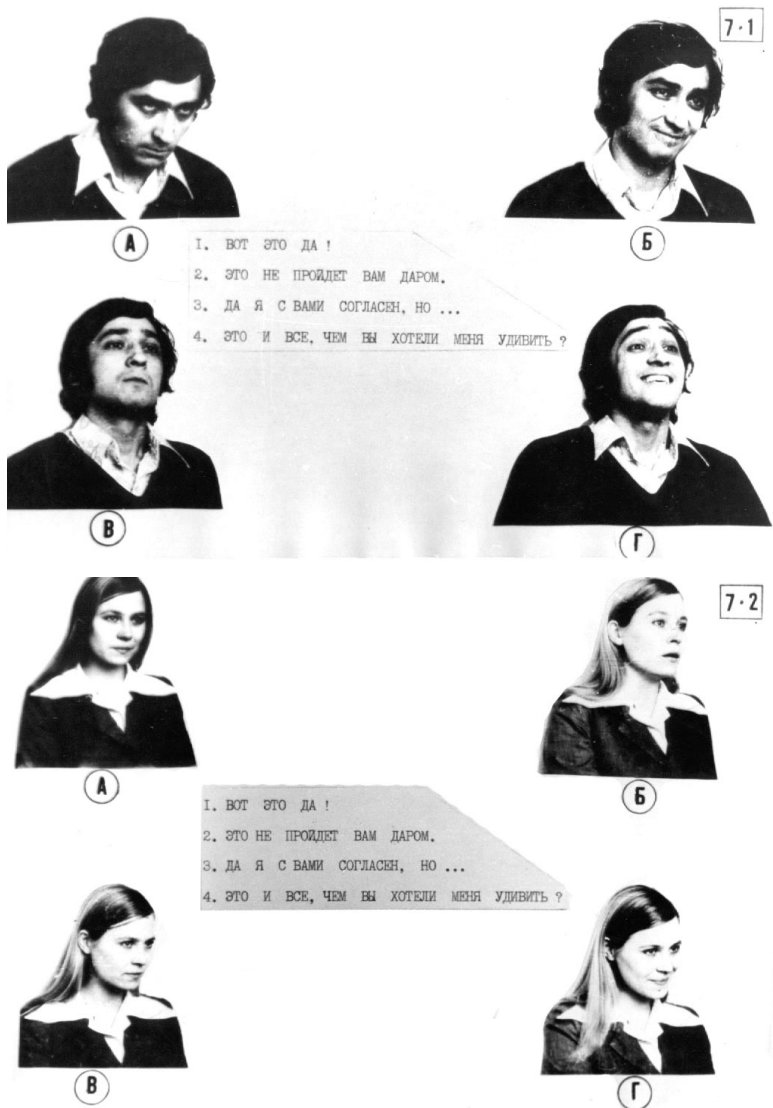 7·1
А
Б
I. ВОТ ЭТО ДА !
2. ЭТО НЕ ПРОЙДЕТ ВАМ ДАРОМ.
3. ДА Я С ВАМИ СОГЛАСЕН, НО ...
4. ЭТО И ВСЕ, ЧЕМ ВЫ ХОТЕЛИ МЕНЯ УДИВИТЬ ?
В
Г
7·2
А
Б
I. ВОТ ЭТО ДА !
2. ЭТО НЕ ПРОЙДЕТ ВАМ ДАРОМ.
3. ДА Я С ВАМИ СОГЛАСЕН, НО ...
4. ЭТО И ВСЕ, ЧЕМ ВЫ ХОТЕЛИ МЕНЯ УДИВИТЬ ?
В
Г